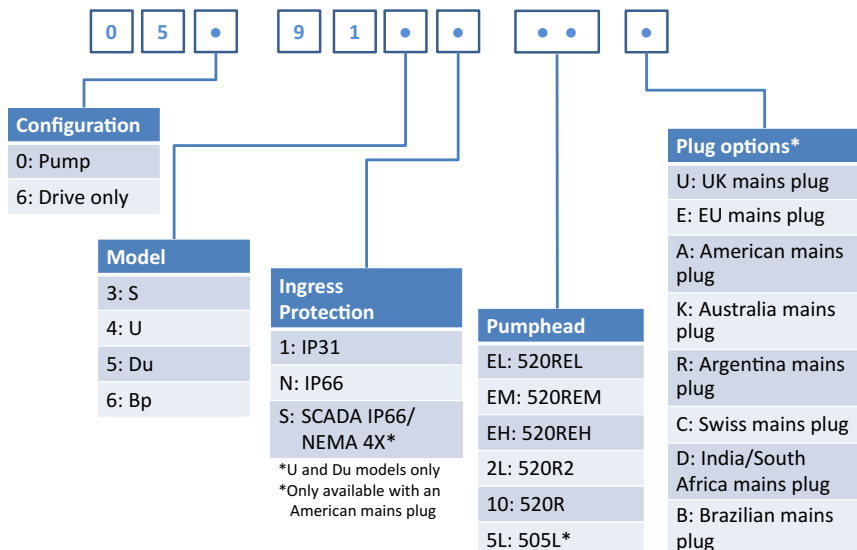 0 5 • 9 1 • • • • •
Configuration
0: Pump
6: Drive only
Model
3: S
4: U
5: Du
6: Bp
Ingress
Protection
1: IP31
N: IP66
S: SCADA IP66/
NEMA 4X*
*U and Du models only
*Only available with an
American mains plug
Pumphead
EL: 520REL
EM: 520REM
EH: 520REH
2L: 520R2
10: 520R
5L: 505L*
Plug options*
U: UK mains plug
E: EU mains plug
A: American mains
plug
K: Australia mains
plug
R: Argentina mains
plug
C: Swiss mains plug
D: India/South
Africa mains plug
B: Brazilian mains
plug